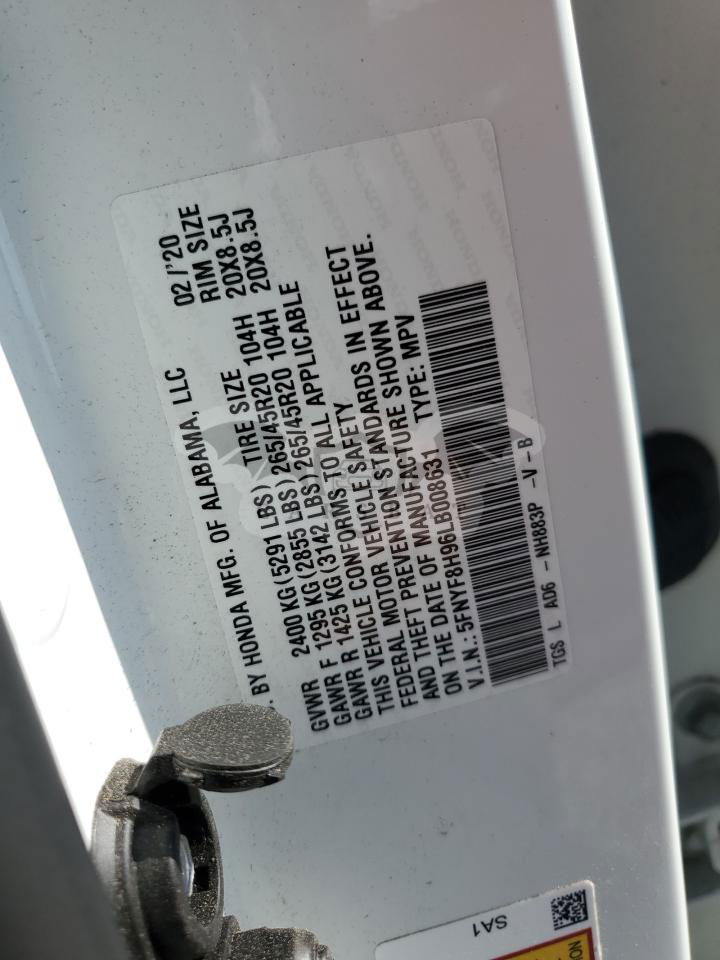 . BY HONDA MFG. OF ALABAMA, LLC 02/'20
TIRE SIZE RIM SIZE
GVWR 2400 KG (5291 LBS)
GAWR F 1295 KG (2855 LBS) 265/45R20 104H 20X8.5J
GAWR R 1425 KG (3142 LBS) 265/45R20 104H 20X8.5J
THIS VEHICLE CONFORMS TO ALL APPLICABLE
FEDERAL MOTOR VEHICLE SAFETY
AND THEFT PREVENTION STANDARDS IN EFFECT
ON THE DATE OF MANUFACTURE SHOWN ABOVE.
V.I.N.: 5FNYF8H96LB008631 TYPE: MPV
TGS L AD6 - NH883P -V - B
SA1